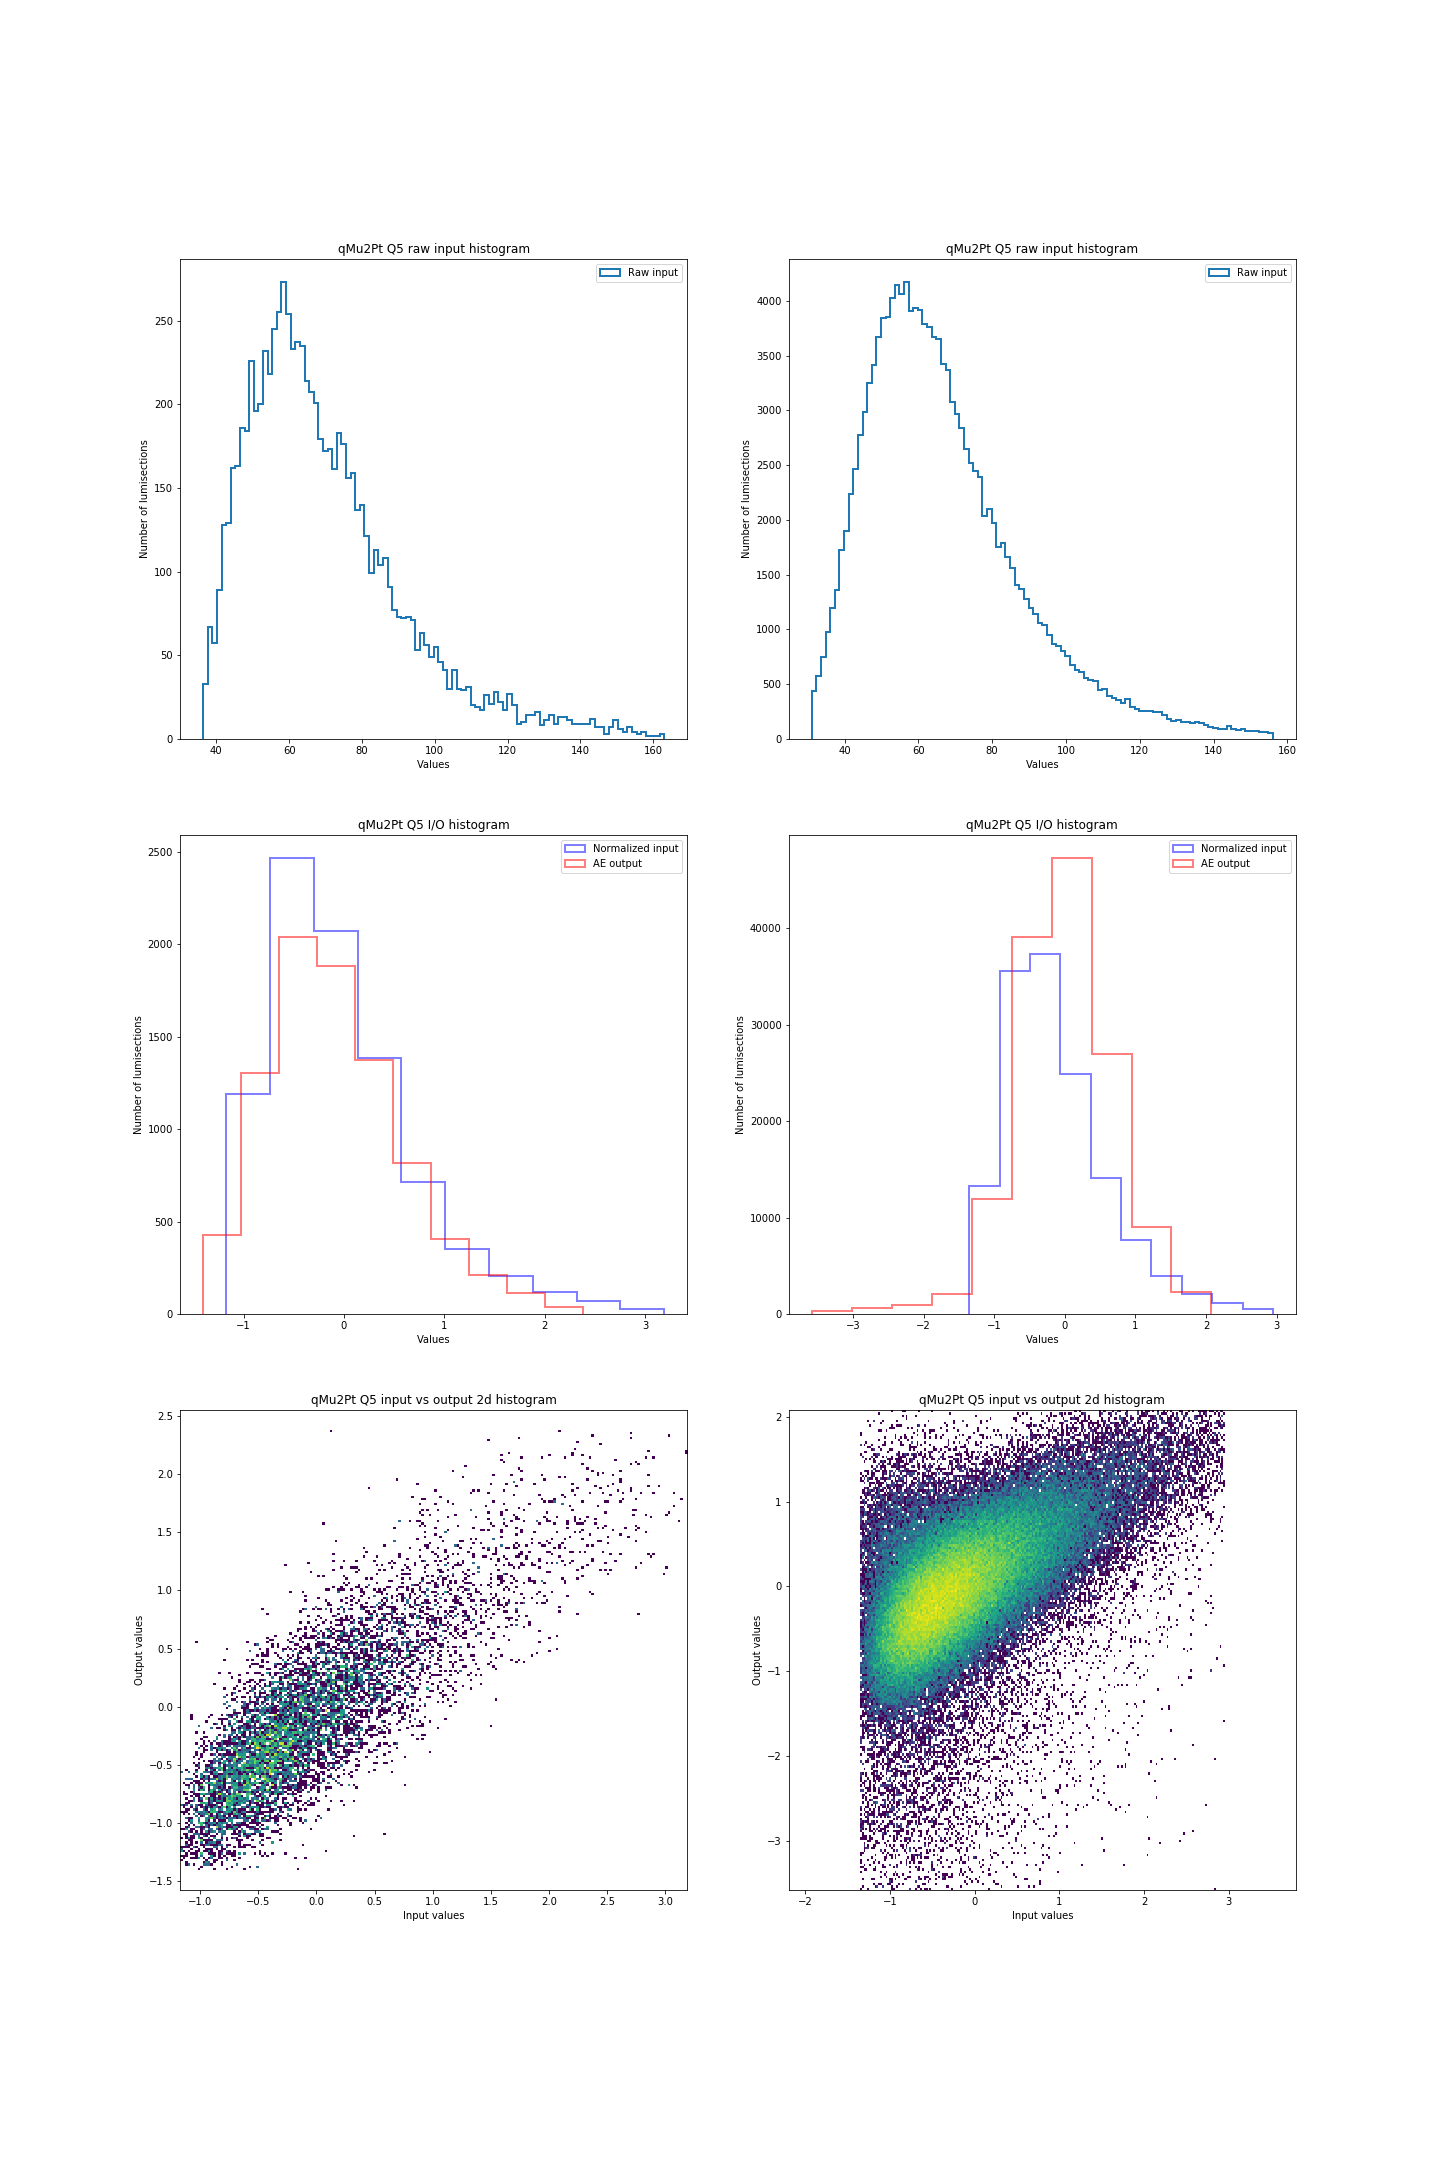 qMu2Pt Q5 raw input histogram
Raw input
250
200
150
100
50
0
Number of lumisections
40 60 80 100 120 140 160
Values
qMu2Pt Q5 raw input histogram
Raw input
4000
3500
3000
2500
2000
1500
1000
500
0
Number of lumisections
40 60 80 100 120 140 160
Values
qMu2Pt Q5 I/O histogram
Normalized input
AE output
2500
2000
1500
1000
500
0
Number of lumisections
−1 0 1 2 3
Values
qMu2Pt Q5 I/O histogram
Normalized input
AE output
40000
30000
20000
10000
0
Number of lumisections
−3 −2 −1 0 1 2 3
Values
qMu2Pt Q5 input vs output 2d histogram
2.5
2.0
1.5
1.0
0.5
0.0
−0.5
−1.0
−1.5
Output values
−1.0 −0.5 0.0 0.5 1.0 1.5 2.0 2.5 3.0
Input values
qMu2Pt Q5 input vs output 2d histogram
2
1
0
−1
−2
−3
Output values
−2 −1 0 1 2 3
Input values